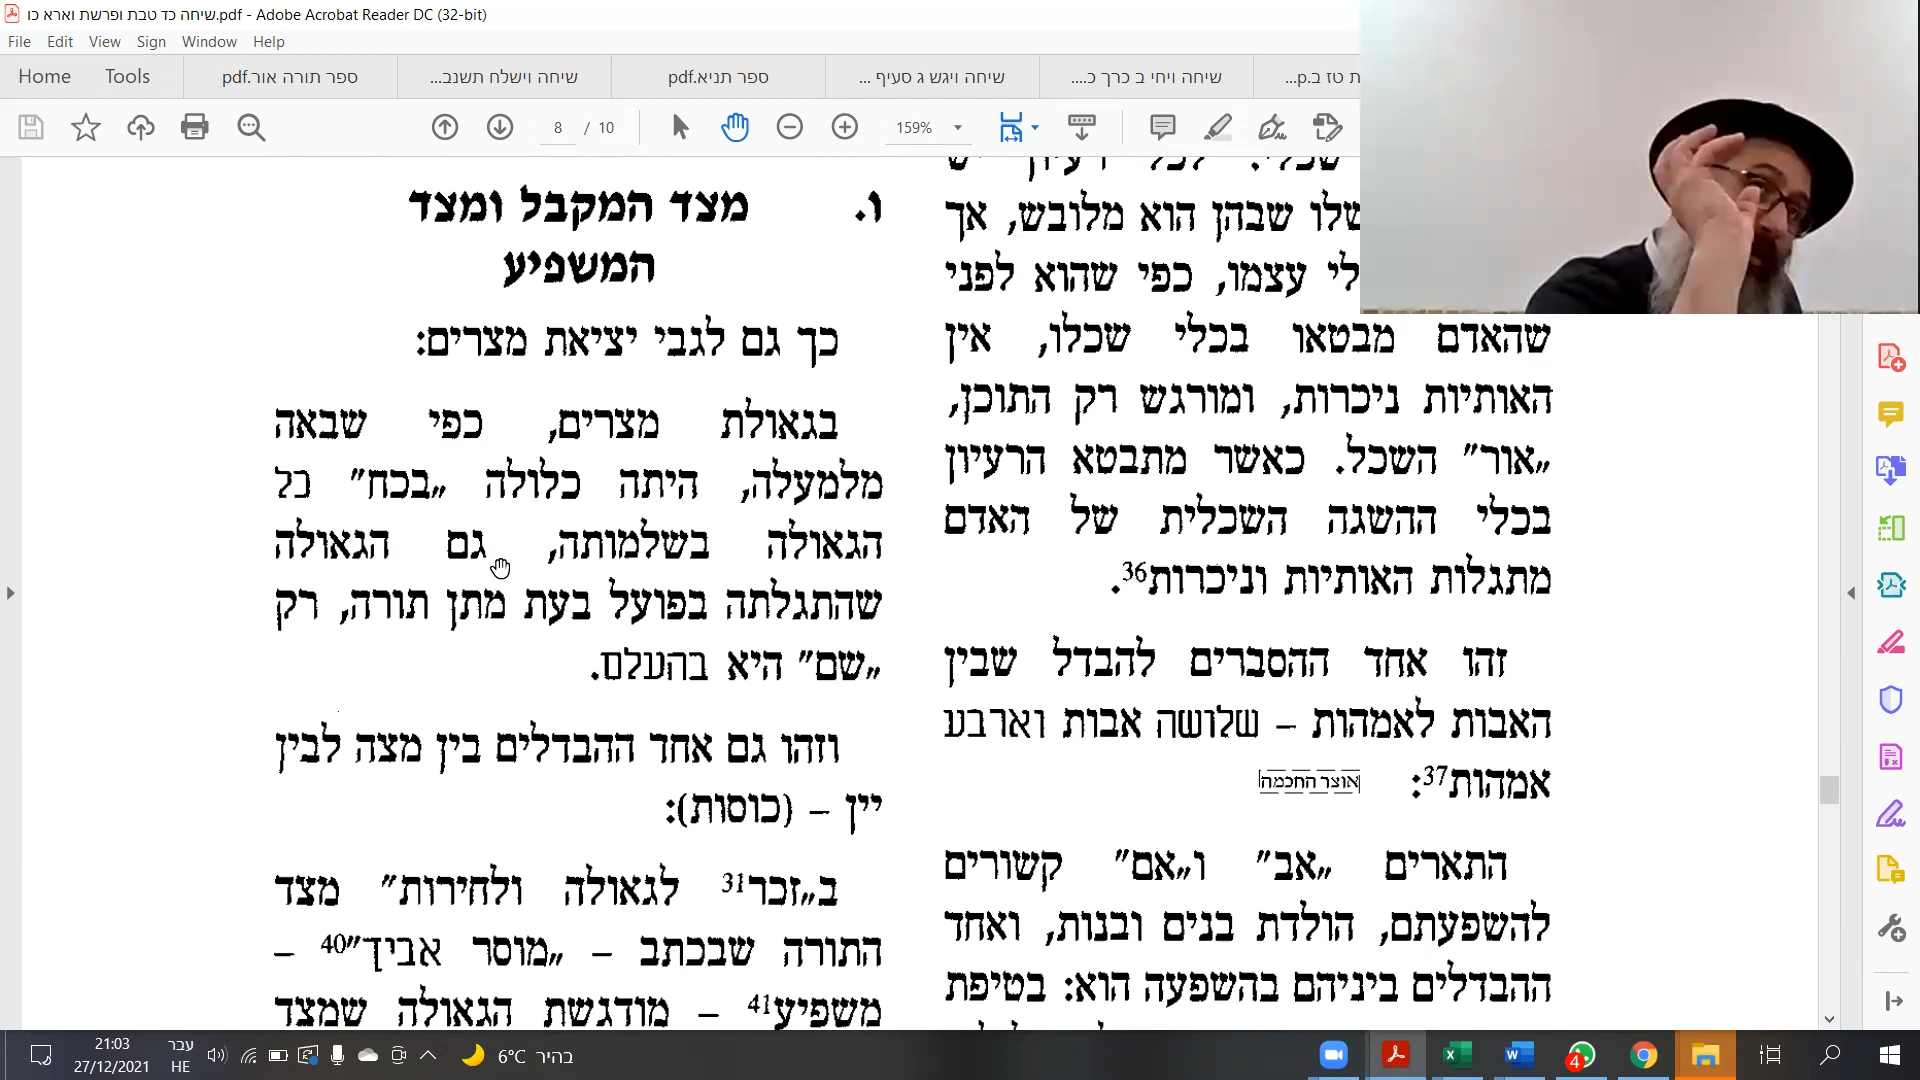 שיחה כד טבת ופרשת וארא כו.pdf - Adobe Acrobat Reader DC (32-bit)
File Edit View Sign Window Help
Home Tools ספר תורה אור.pdf שיחה וישלח תשנב... ספר תניא.pdf שיחה ויגש ג סעיף ... שיחה ויחי ב כרך כ.... ת טז ב.p...
8 / 10 159%
שכלי. לכל רעיון יש
שלו שבהן הוא מלובש, אך
לי עצמו, כפי שהוא לפני
שהאדם מבטאו בכלי שכלו, אין
האותיות ניכרות, ומורגש רק התוכן,
„אור" השכל. כאשר מתבטא הרעיון
בכלי ההשגה השכלית של האדם
מתגלות האותיות וניכרות36.
זהו אחד ההסברים להבדל שבין
האבות לאמהות – שלושה אבות וארבע
אמהות37:
אוצר החכמה
התארים „אב" ו„אם" קשורים
להשפעתם, הולדת בנים ובנות, ואחד
ההבדלים ביניהם בהשפעה הוא: בטיפת
ו. מצד המקבל ומצד
המשפיע
כך גם לגבי יציאת מצרים:
בגאולת מצרים, כפי שבאה
מלמעלה, היתה כלולה „בכח" כל
הגאולה בשלמותה, גם הגאולה
שהתגלתה בפועל בעת מתן תורה, רק
„שם" היא בהעלם.
וזהו גם אחד ההבדלים בין מצה לבין
יין – (כוסות):
ב„זכר31 לגאולה ולחירות" מצד
התורה שבכתב – „מוסר אביך"40 –
משפיע41 – מודגשת הגאולה שמצד
21:03
27/12/2021
עבר
HE
6°C בהיר
4